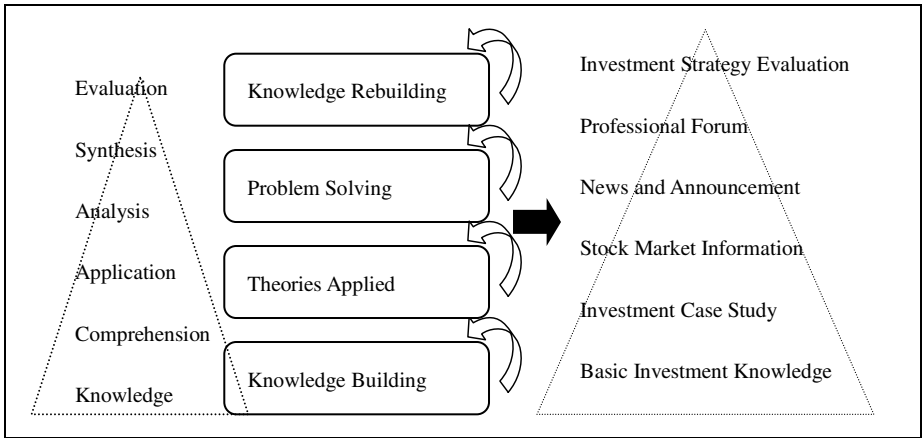 Evaluation
Synthesis
Analysis
Application
Comprehension
Knowledge
Knowledge Rebuilding
Problem Solving
Theories Applied
Knowledge Building
Investment Strategy Evaluation
Professional Forum
News and Announcement
Stock Market Information
Investment Case Study
Basic Investment Knowledge